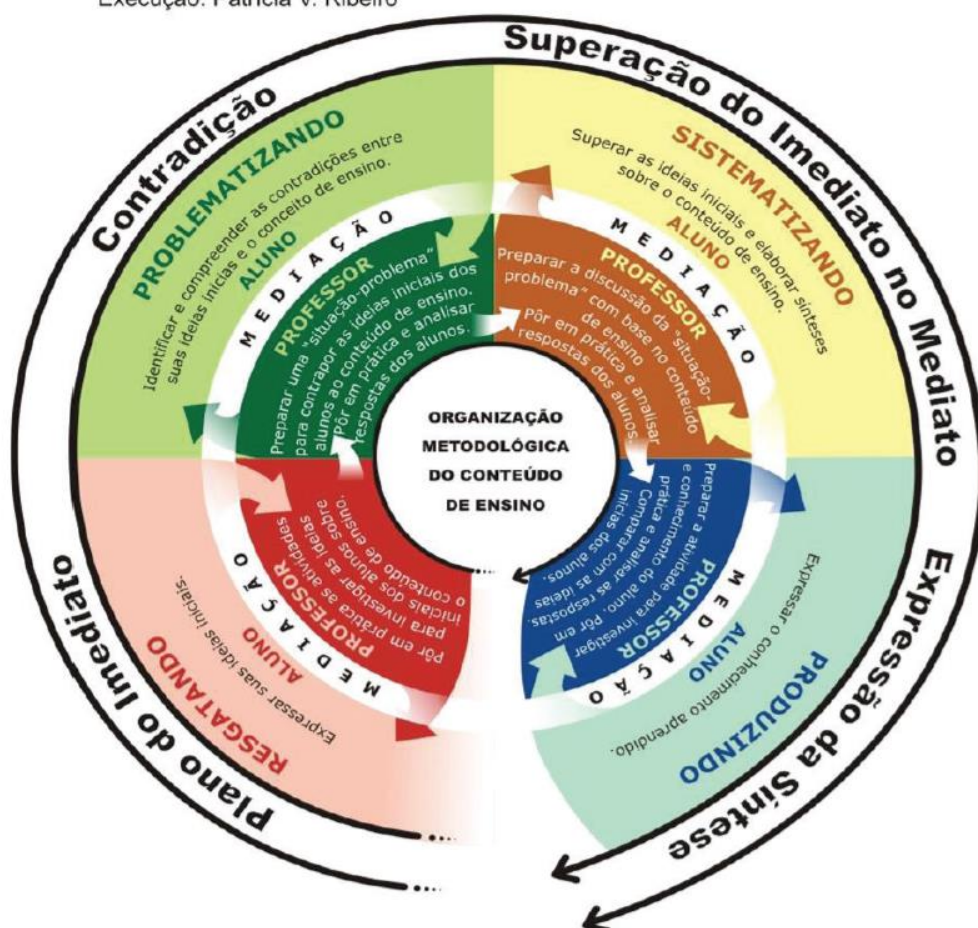 Execução: Patrícia V. Ribeiro
Contradição
PROBLEMATIZANDO
Identificar e compreender as contradições entre
suas ideias inicias e o conceito de ensino.
ALUNO
MEDIAÇÃO
PROFESSOR
Preparar uma "situação-problema"
para contrapor as ideias iniciais dos
alunos ao conteúdo de ensino.
Pôr em prática e analisar
respostas dos alunos.
Superação do Imediato no Mediato
SISTEMATIZANDO
Superar as ideias iniciais e elaborar sínteses
sobre o conteúdo de ensino.
ALUNO
MEDIAÇÃO
PROFESSOR
Preparar a discussão da "situação-
problema" com base no conteúdo
de ensino
Pôr em prática e analisar
respostas dos alunos.
ORGANIZAÇÃO
METODOLÓGICA
DO CONTEÚDO
DE ENSINO
Plano do Imediato
RESGATANDO
Expressar suas ideias iniciais.
ALUNO
MEDIAÇÃO
PROFESSOR
pôr em prática as atividades
para investigar as ideias
iniciais dos alunos sobre
o conteúdo de ensino.
Expressão da Síntese
PRODUZINDO
Expressar o conhecimento aprendido.
ALUNO
MEDIAÇÃO
PROFESSOR
Preparar a atividade para investigar
e conhecimento do aluno. Pôr em
prática e analisar as respostas.
Comparar com as ideias
inicias dos alunos.